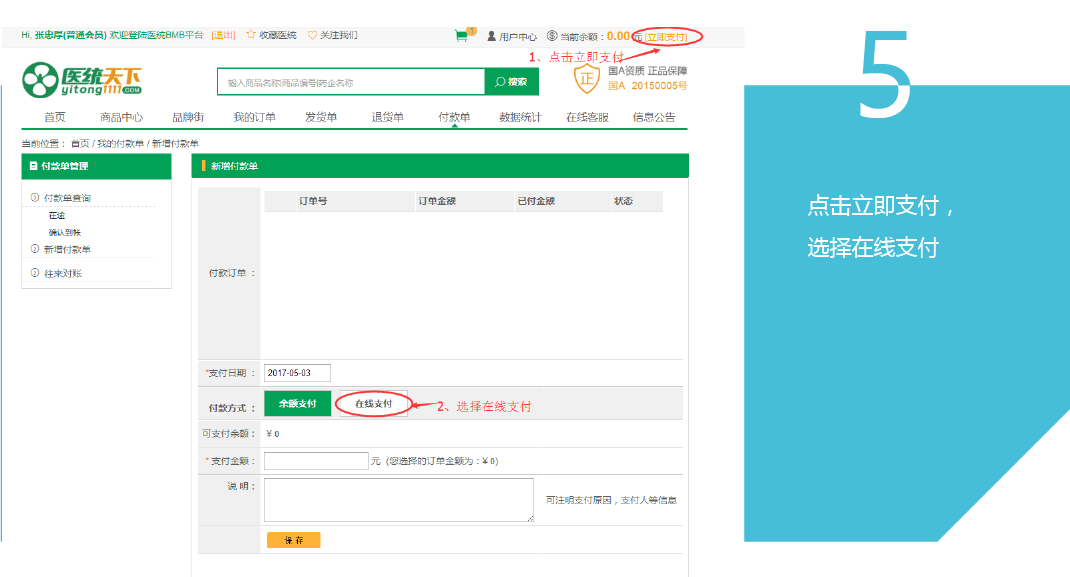 Hi, 张忠厚(普通会员) 欢迎登陆医统BMB平台 [退出] 收藏医统 关注我们
1 用户中心 当前余额：0.00元 [立即支付]
1、点击立即支付
医统天下
yitong1111.COM
输入商品名称|商品编号|药企名称 搜索
正 国A资质 正品保障
国A 20150005号
首页 商品中心 品牌街 我的订单 发货单 退货单 付款单 数据统计 在线客服 信息公告
当前位置： 首页 / 我的付款单 / 新增付款单
付款单管理
付款单查询
在途
确认到帐
新增付款单
往来对账
新增付款单
订单号 订单金额 已付金额 状态
付款订单 ：
*支付日期 ： 2017-05-03
付款方式 ： 余额支付 在线支付
2、选择在线支付
可支付余额： ￥0
* 支付金额： 元 (您选择的订单金额为：￥0)
说 明： 可注明支付原因，支付人等信息
保 存
5
点击立即支付，
选择在线支付